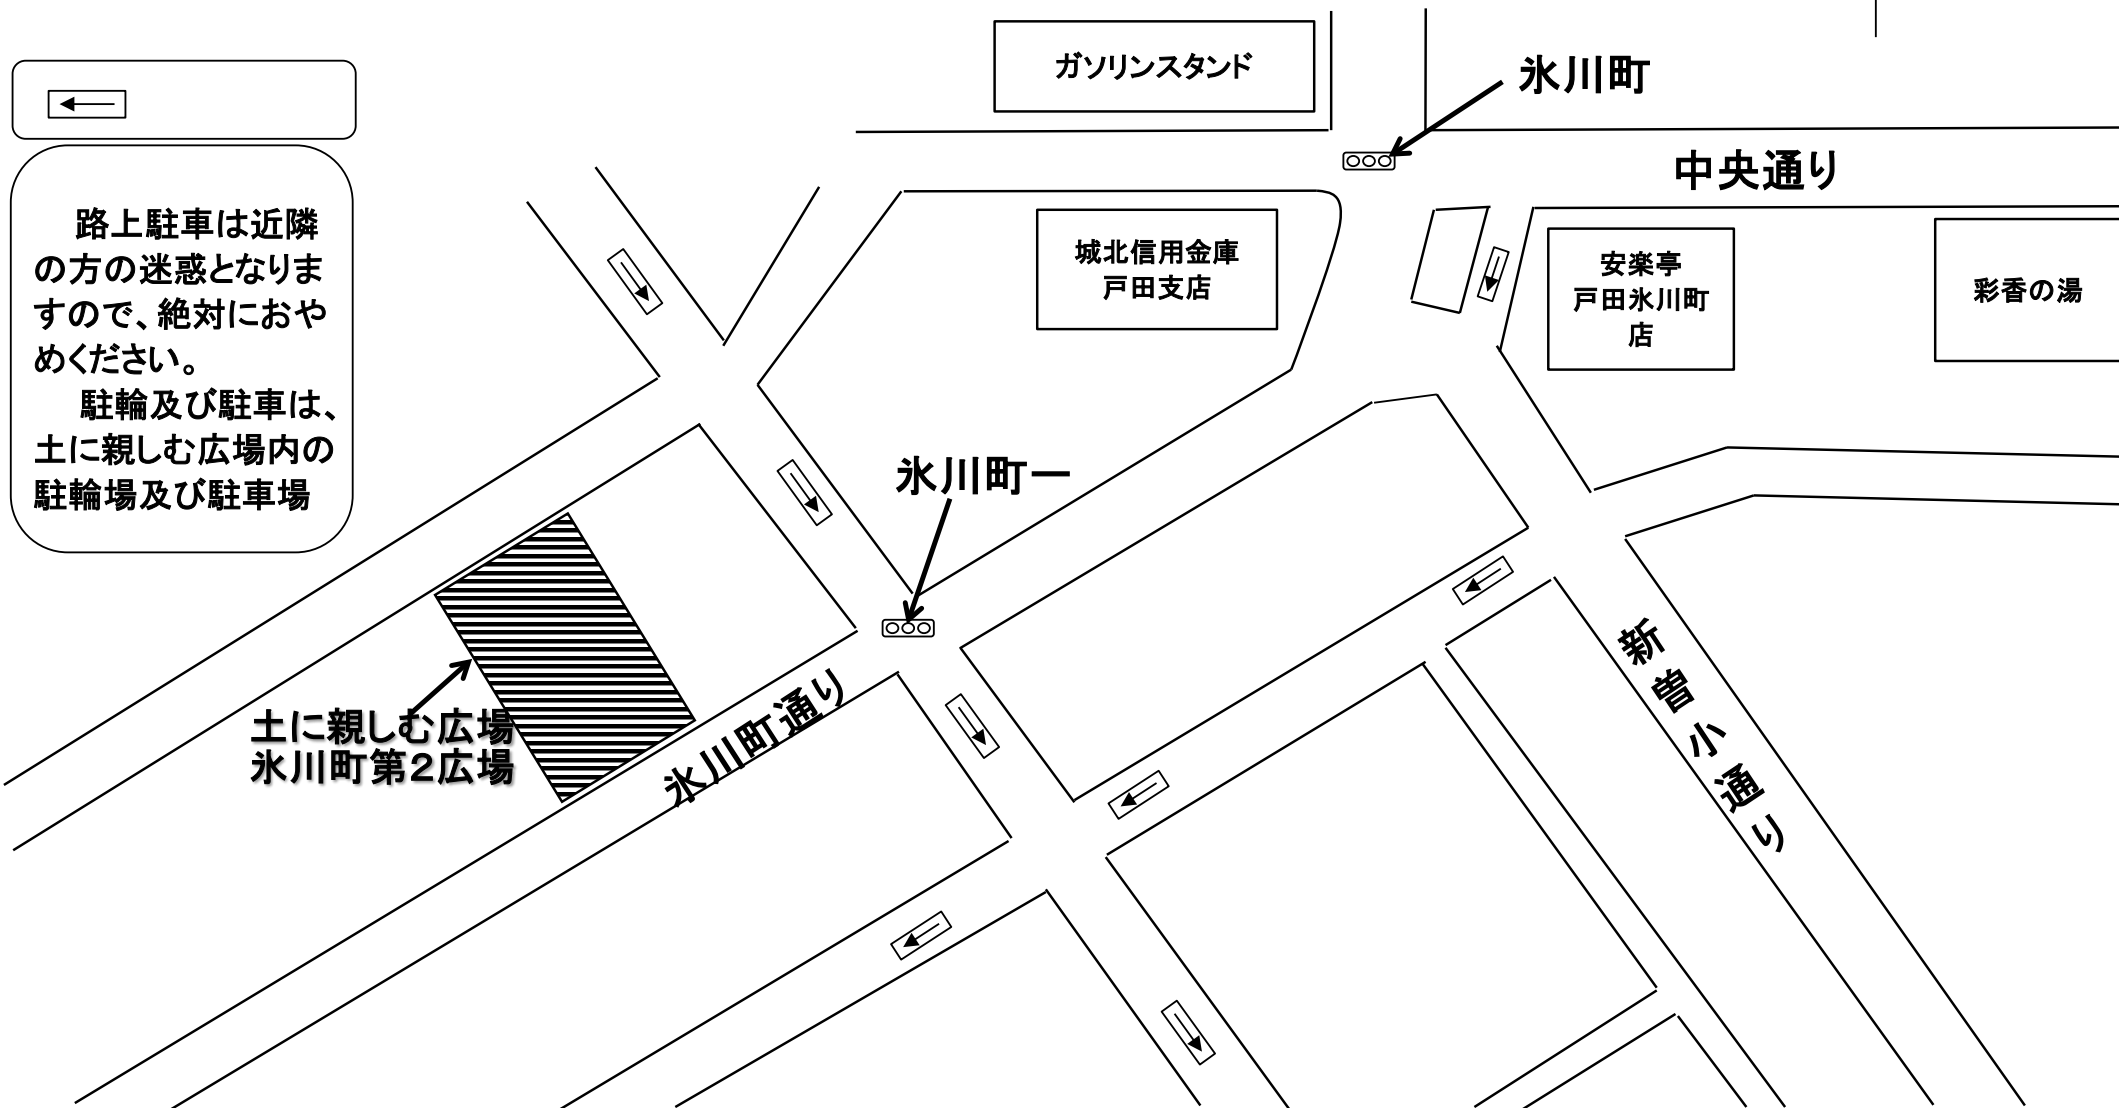 ガソリンスタンド
氷川町
中央通り
路上駐車は近隣
の方の迷惑となりま
すので、絶対におや
めください。
駐輪及び駐車は、
土に親しむ広場内の
駐輪場及び駐車場
城北信用金庫
戸田支店
安楽亭
戸田氷川町
店
彩香の湯
氷川町一
土に親しむ広場
氷川町第２広場
氷川町通り
新曽小通り